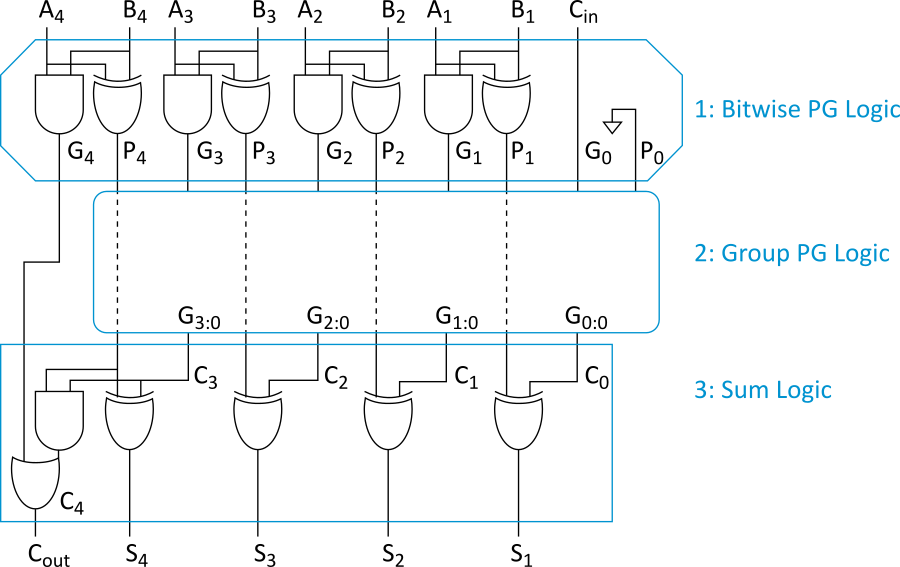 A4 B4 A3 B3 A2 B2 A1 B1 Cin
1: Bitwise PG Logic
G4 P4 G3 P3 G2 P2 G1 P1 G0 P0
2: Group PG Logic
G3:0 G2:0 G1:0 G0:0
C3 C2 C1 C0
3: Sum Logic
C4
Cout S4 S3 S2 S1